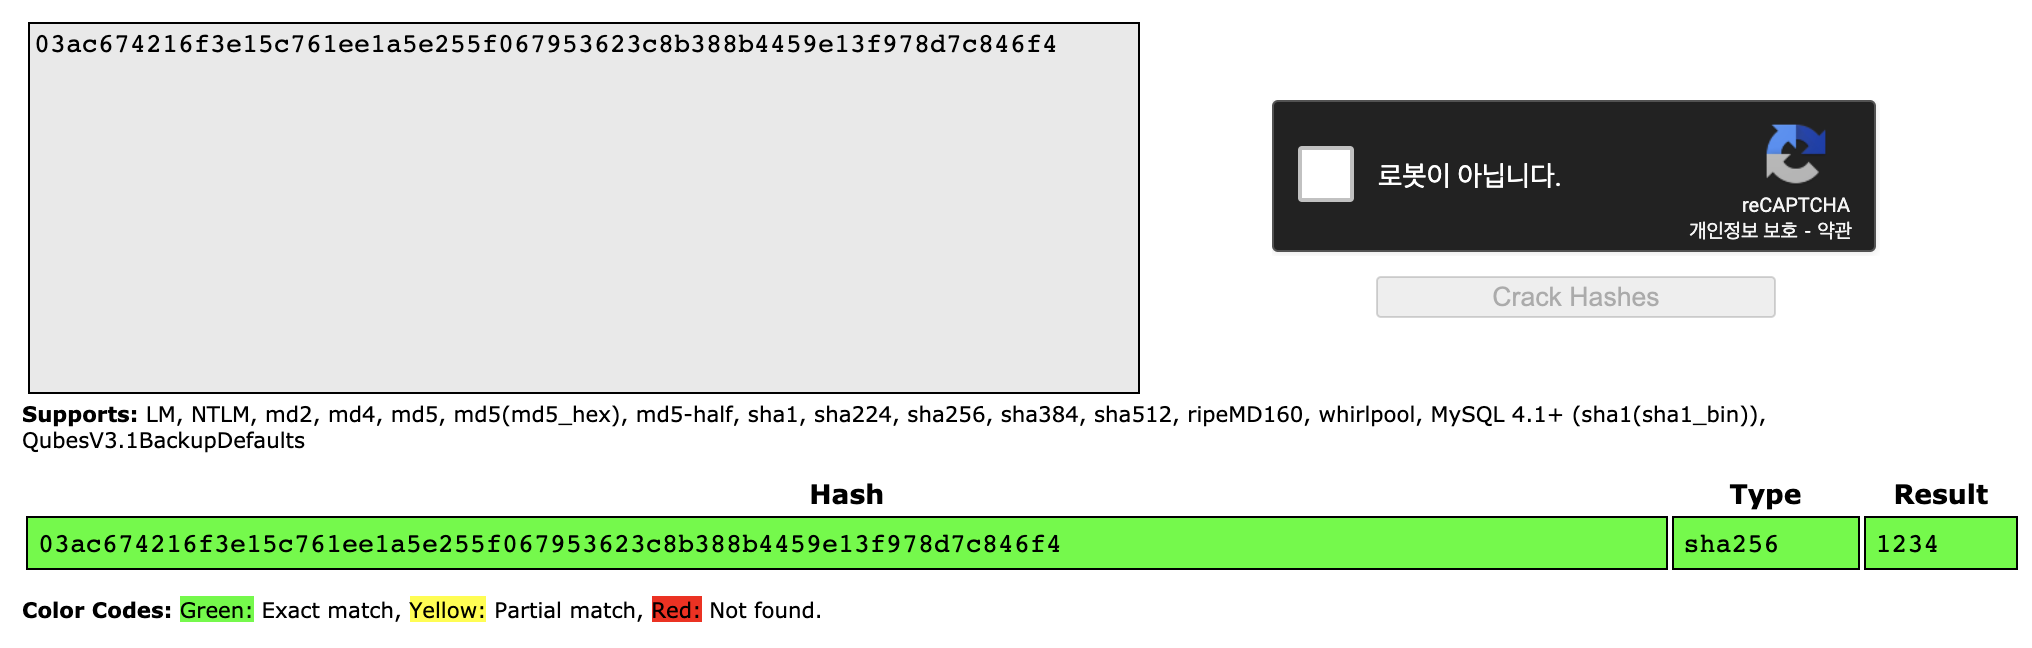 03ac674216f3e15c761ee1a5e255f067953623c8b388b4459e13f978d7c846f4
로봇이 아닙니다.
reCAPTCHA
개인정보 보호 - 약관
Crack Hashes
Supports: LM, NTLM, md2, md4, md5, md5(md5_hex), md5-half, sha1, sha224, sha256, sha384, sha512, ripeMD160, whirlpool, MySQL 4.1+ (sha1(sha1_bin)),
QubesV3.1BackupDefaults
Hash Type Result
03ac674216f3e15c761ee1a5e255f067953623c8b388b4459e13f978d7c846f4 sha256 1234
Color Codes: Green: Exact match, Yellow: Partial match, Red: Not found.